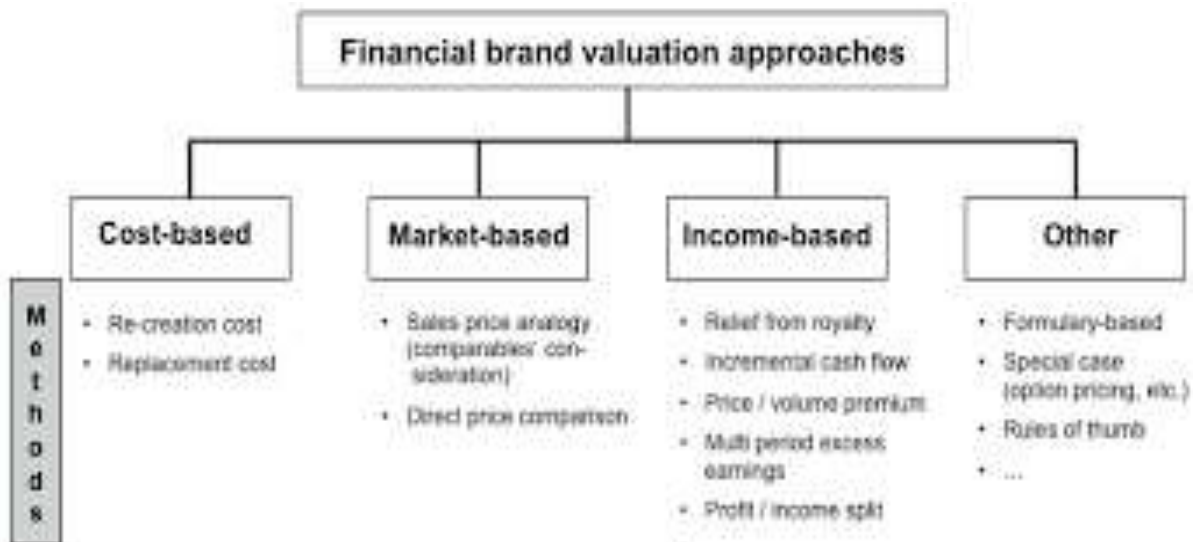 Financial brand valuation approaches
Cost-based
Market-based
Income-based
Other
Methods
• Re-creation cost
• Replacement cost
• Sales price analogy
(comparables' con-
sideration)
• Direct price comparison
• Relief from royalty
• Incremental cash flow
• Price / volume premium
• Multi period excess
earnings
• Profit / income split
• Formulary-based
• Special case
(option pricing, etc.)
• Rules of thumb
• ...